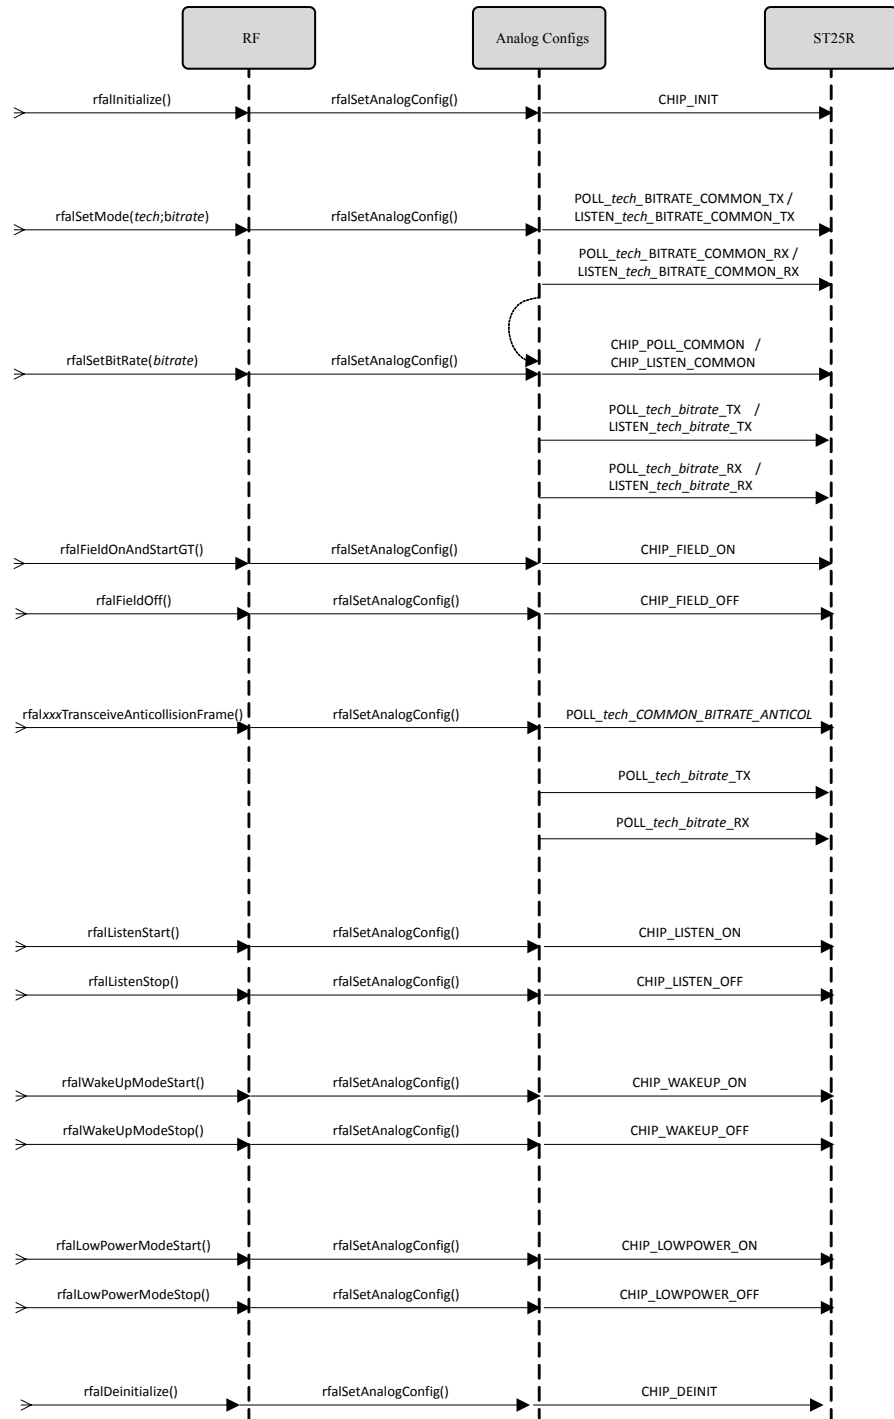 RF
Analog Configs
ST25R
rfalInitialize()
rfalSetAnalogConfig()
CHIP_INIT
rfalSetMode(tech;bitrate)
rfalSetAnalogConfig()
POLL_tech_BITRATE_COMMON_TX /
LISTEN_tech_BITRATE_COMMON_TX
POLL_tech_BITRATE_COMMON_RX /
LISTEN_tech_BITRATE_COMMON_RX
rfalSetBitRate(bitrate)
rfalSetAnalogConfig()
CHIP_POLL_COMMON /
CHIP_LISTEN_COMMON
POLL_tech_bitrate_TX /
LISTEN_tech_bitrate_TX
POLL_tech_bitrate_RX /
LISTEN_tech_bitrate_RX
rfalFieldOnAndStartGT()
rfalSetAnalogConfig()
CHIP_FIELD_ON
rfalFieldOff()
rfalSetAnalogConfig()
CHIP_FIELD_OFF
rfalxxxTransceiveAnticollisionFrame()
rfalSetAnalogConfig()
POLL_tech_COMMON_BITRATE_ANTICOL
POLL_tech_bitrate_TX
POLL_tech_bitrate_RX
rfalListenStart()
rfalSetAnalogConfig()
CHIP_LISTEN_ON
rfalListenStop()
rfalSetAnalogConfig()
CHIP_LISTEN_OFF
rfalWakeUpModeStart()
rfalSetAnalogConfig()
CHIP_WAKEUP_ON
rfalWakeUpModeStop()
rfalSetAnalogConfig()
CHIP_WAKEUP_OFF
rfalLowPowerModeStart()
rfalSetAnalogConfig()
CHIP_LOWPOWER_ON
rfalLowPowerModeStop()
rfalSetAnalogConfig()
CHIP_LOWPOWER_OFF
rfalDeinitialize()
rfalSetAnalogConfig()
CHIP_DEINIT